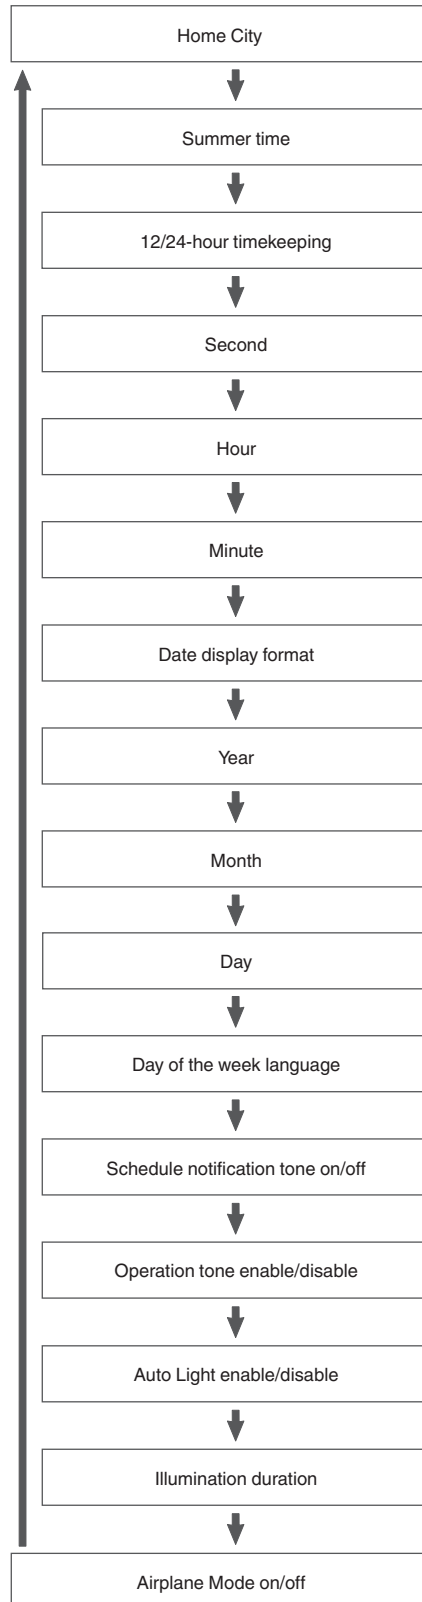 Home City
Summer time
12/24-hour timekeeping
Second
Hour
Minute
Date display format
Year
Month
Day
Day of the week language
Schedule notification tone on/off
Operation tone enable/disable
Auto Light enable/disable
Illumination duration
Airplane Mode on/off